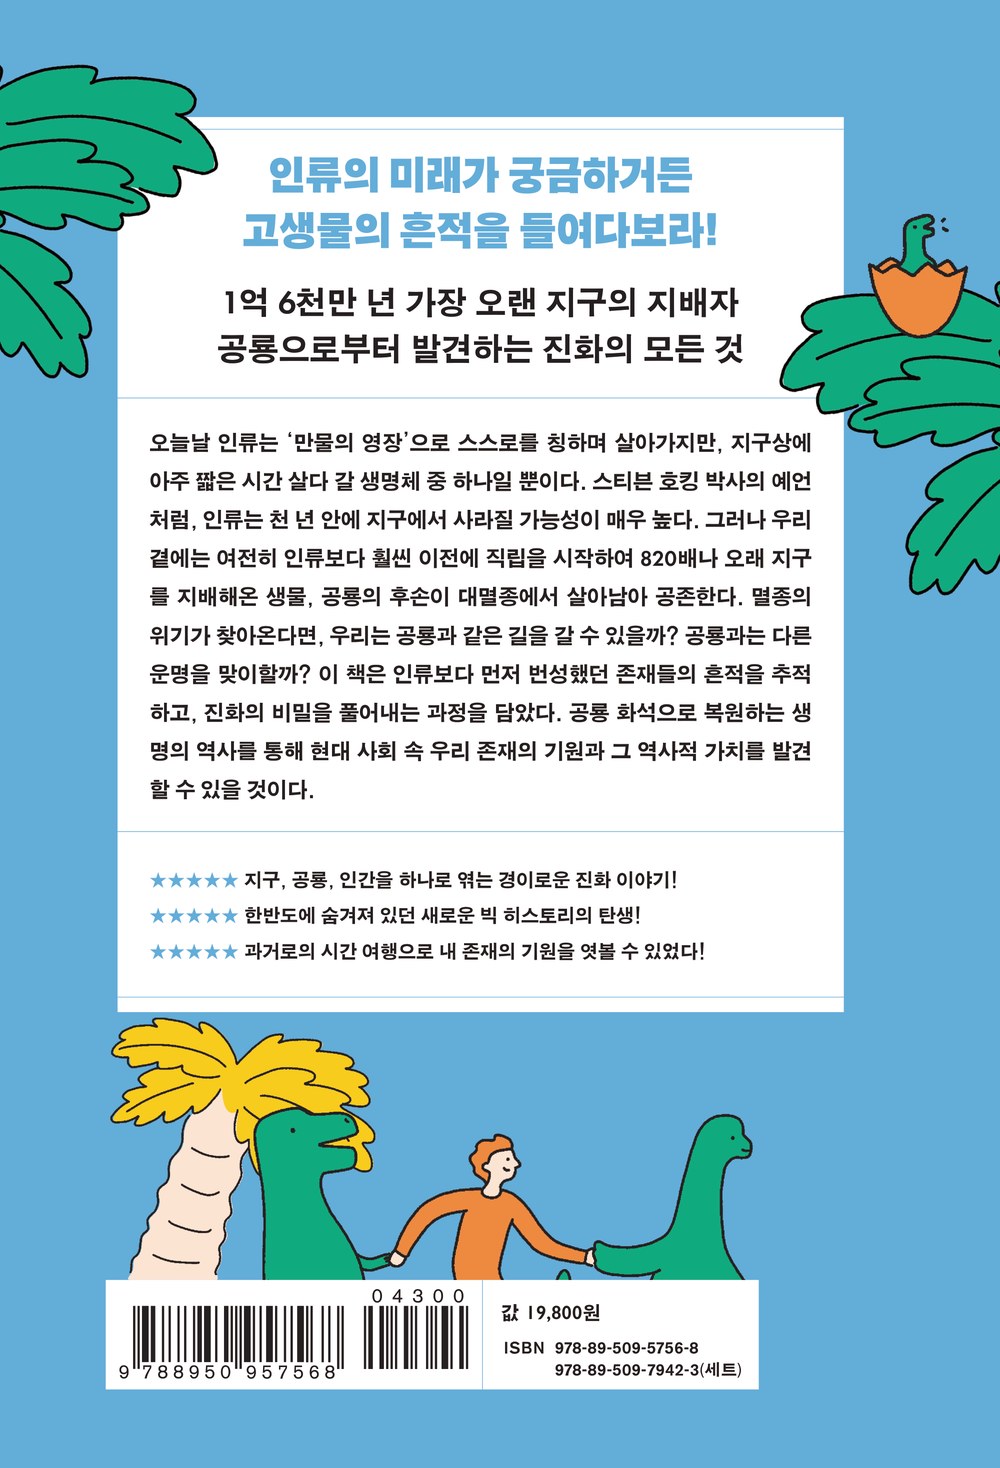 인류의 미래가 궁금하거든
고생물의 흔적을 들여다보라!
1억 6천만 년 가장 오랜 지구의 지배자
공룡으로부터 발견하는 진화의 모든 것
오늘날 인류는 ‘만물의 영장’으로 스스로를 칭하며 살아가지만, 지구상에
아주 짧은 시간 살다 갈 생명체 중 하나일 뿐이다. 스티븐 호킹 박사의 예언
처럼, 인류는 천 년 안에 지구에서 사라질 가능성이 매우 높다. 그러나 우리
곁에는 여전히 인류보다 훨씬 이전에 직립을 시작하여 820배나 오래 지구
를 지배해온 생물, 공룡의 후손이 대멸종에서 살아남아 공존한다. 멸종의
위기가 찾아온다면, 우리는 공룡과 같은 길을 갈 수 있을까? 공룡과는 다른
운명을 맞이할까? 이 책은 인류보다 먼저 번성했던 존재들의 흔적을 추적
하고, 진화의 비밀을 풀어내는 과정을 담았다. 공룡 화석으로 복원하는 생
명의 역사를 통해 현대 사회 속 우리 존재의 기원과 그 역사적 가치를 발견
할 수 있을 것이다.
★★★★★ 지구, 공룡, 인간을 하나로 엮는 경이로운 진화 이야기!
★★★★★ 한반도에 숨겨져 있던 새로운 빅 히스토리의 탄생!
★★★★★ 과거로의 시간 여행으로 내 존재의 기원을 엿볼 수 있었다!
04300
9 788950 957568
값 19,800원
ISBN 978-89-509-5756-8
978-89-509-7942-3(세트)